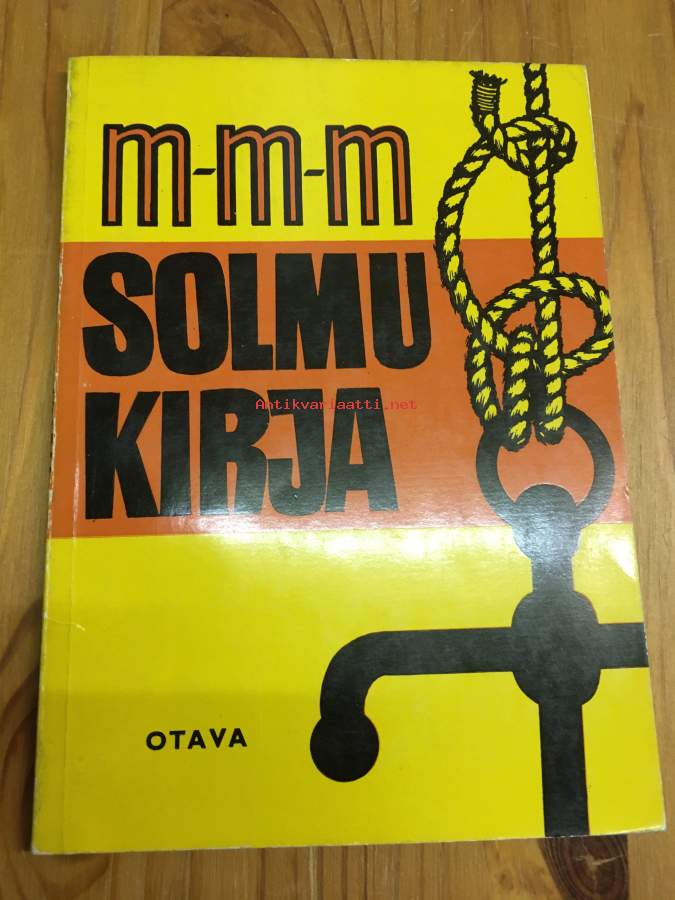 m-m-m
SOLMU
KIRJA
Antikvariaatti.net
OTAVA